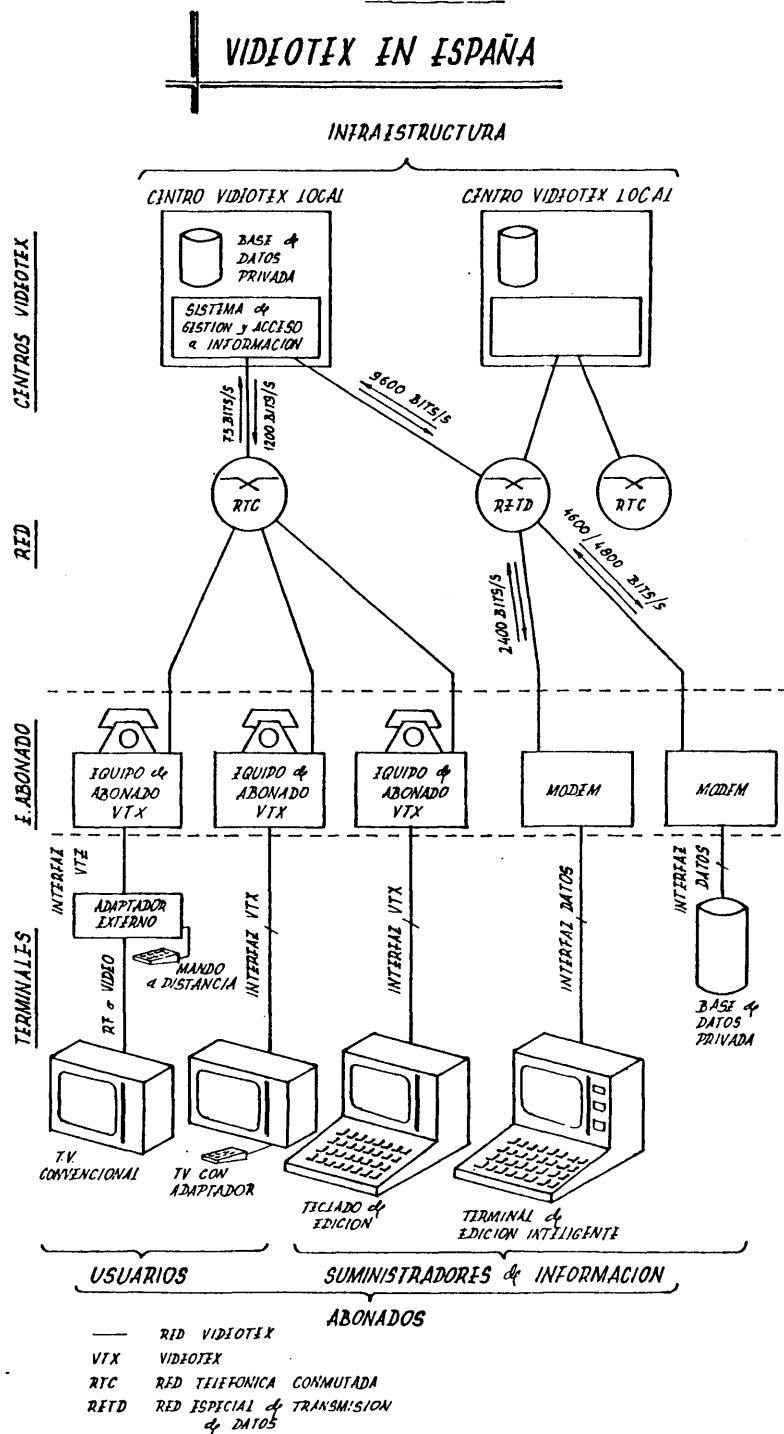 VIDEOTEX EN ESPAÑA
INFRAESTRUCTURA
CENTRO VIDEOTEX LOCAL
CENTRO VIDEOTEX LOCAL
CENTROS VIDEOTEX
BASE de
DATOS
PRIVADA
SISTEMA de
GESTION y ACCESO
a INFORMACION
75 BITS/S
1200 BITS/S
9600 BITS/S
RTC
RETD
RTC
RED
2400 BITS/S
4600/4800 BITS/S
E.ABONADO
EQUIPO de
ABONADO
VTX
EQUIPO de
ABONADO
VTX
EQUIPO de
ABONADO
VTX
MODEM
MODEM
TERMINALES
INTERFAZ
VTX
ADAPTADOR
EXTERNO
MANDO
a DISTANCIA
RF o VIDEO
INTERFAZ VTX
INTERFAZ VTX
INTERFAZ DATOS
INTERFAZ
DATOS
BASE de
DATOS
PRIVADA
T.V.
CONVENCIONAL
TV CON
ADAPTADOR
TECLADO de
EDICION
TERMINAL de
EDICION INTELIGENTE
USUARIOS
SUMINISTRADORES de INFORMACION
ABONADOS
RED VIDEOTEX
VTX VIDEOTEX
RTC RED TELEFONICA CONMUTADA
RETD RED ESPECIAL de TRANSMISION
de DATOS